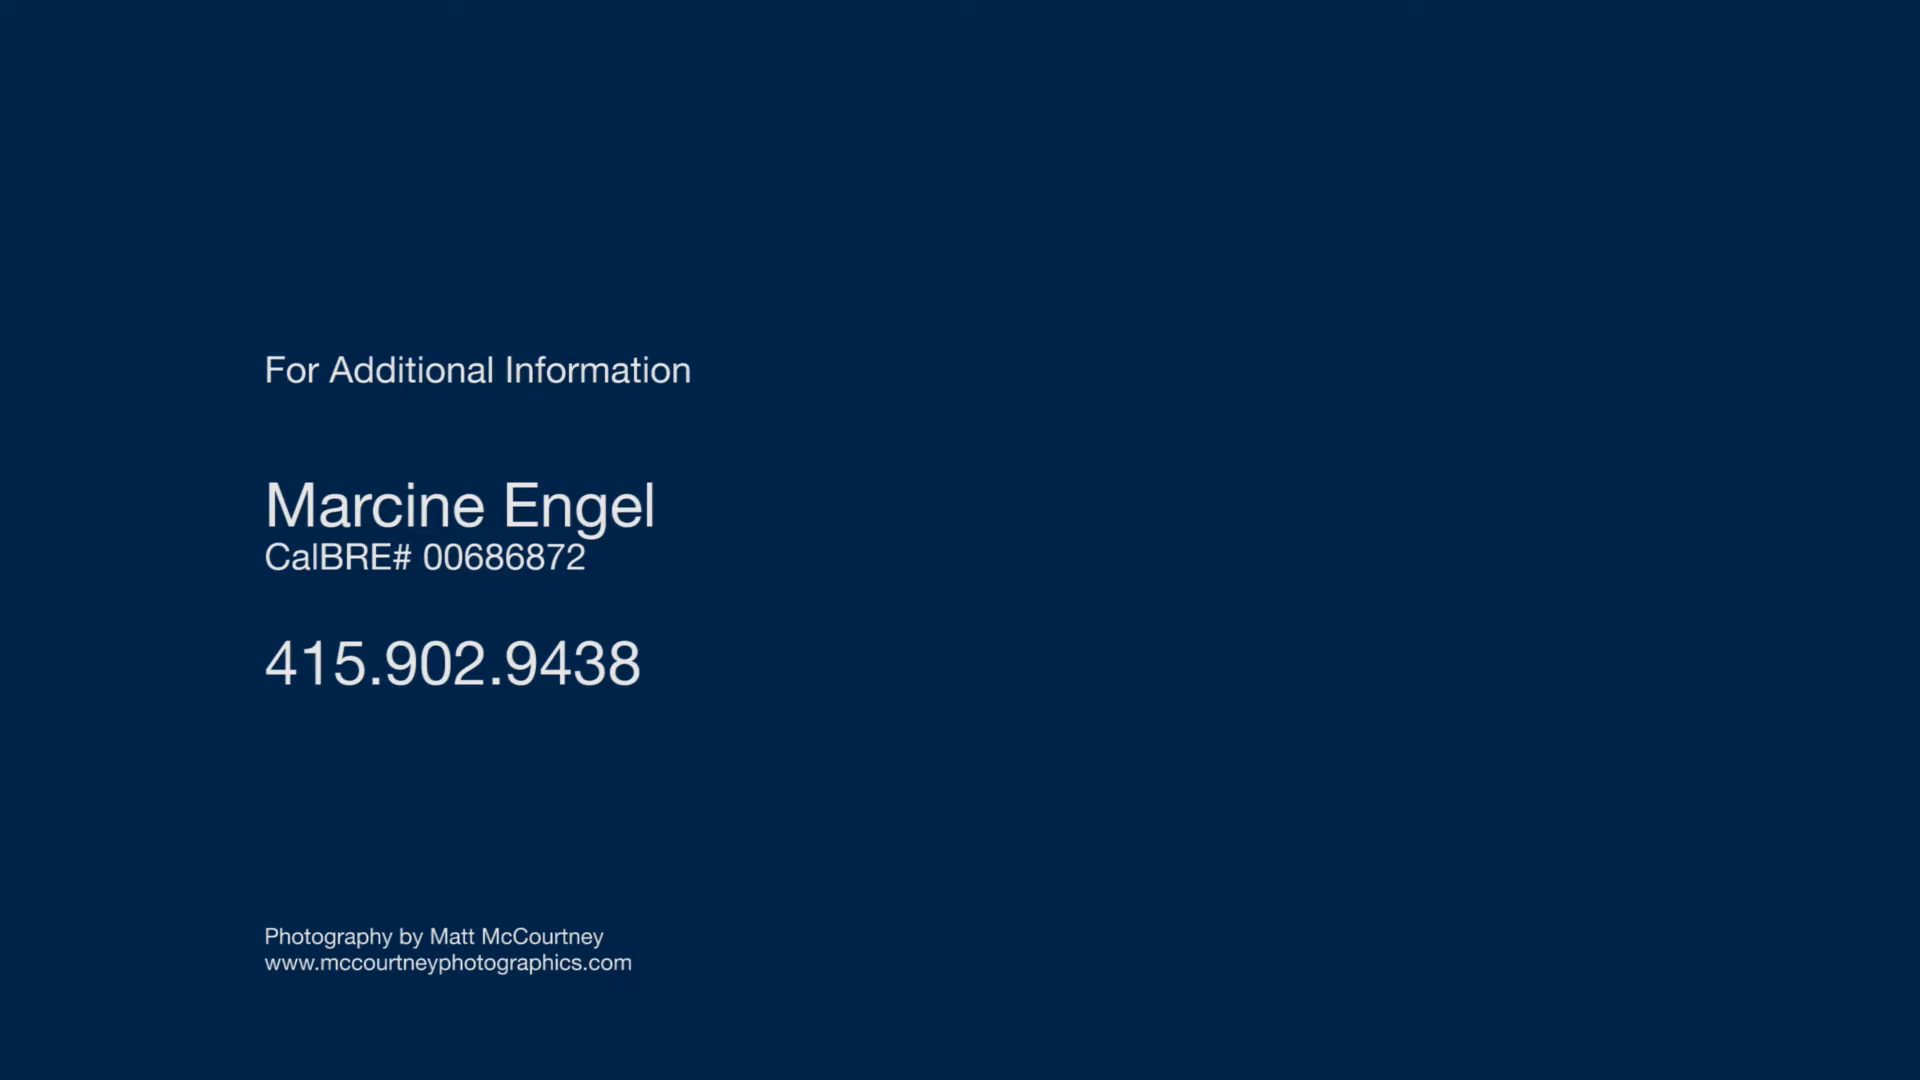 For Additional Information
Marcine Engel
CalBRE# 00686872
415.902.9438
Photography by Matt McCourtney
www.mccourtneyphotographics.com